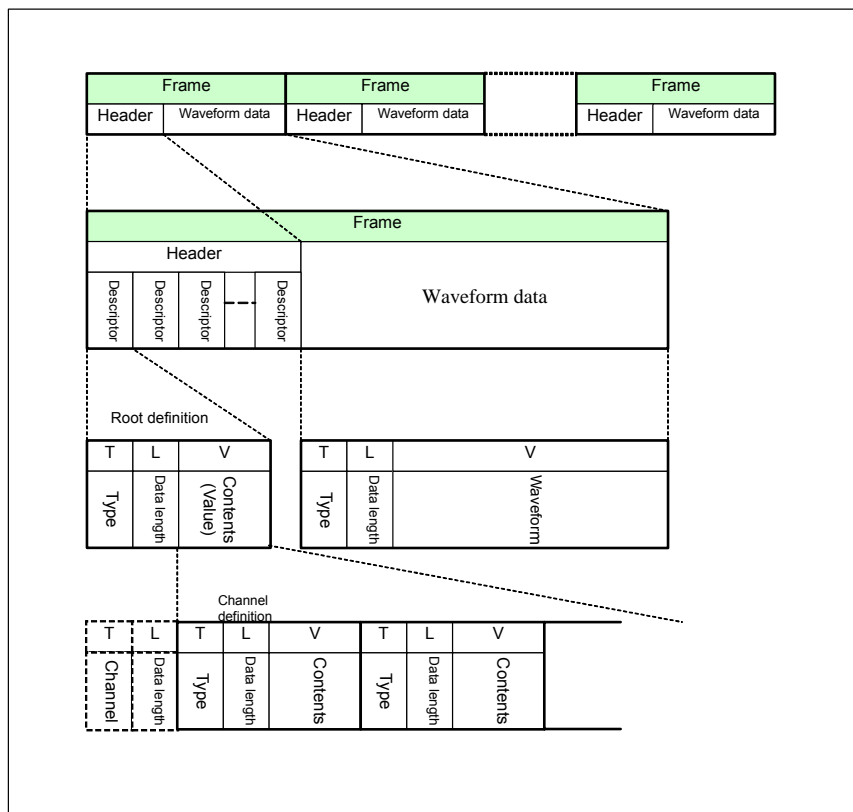 Frame Frame Frame
Header Waveform data Header Waveform data Header Waveform data
Frame
Header
Descriptor Descriptor Descriptor Descriptor Waveform data
Root definition
T L V T L V
Type Data length Contents (Value) Type Data length Waveform
Channel
definition
T L T L V T L V
Channel Data length Type Data length Contents Type Data length Contents